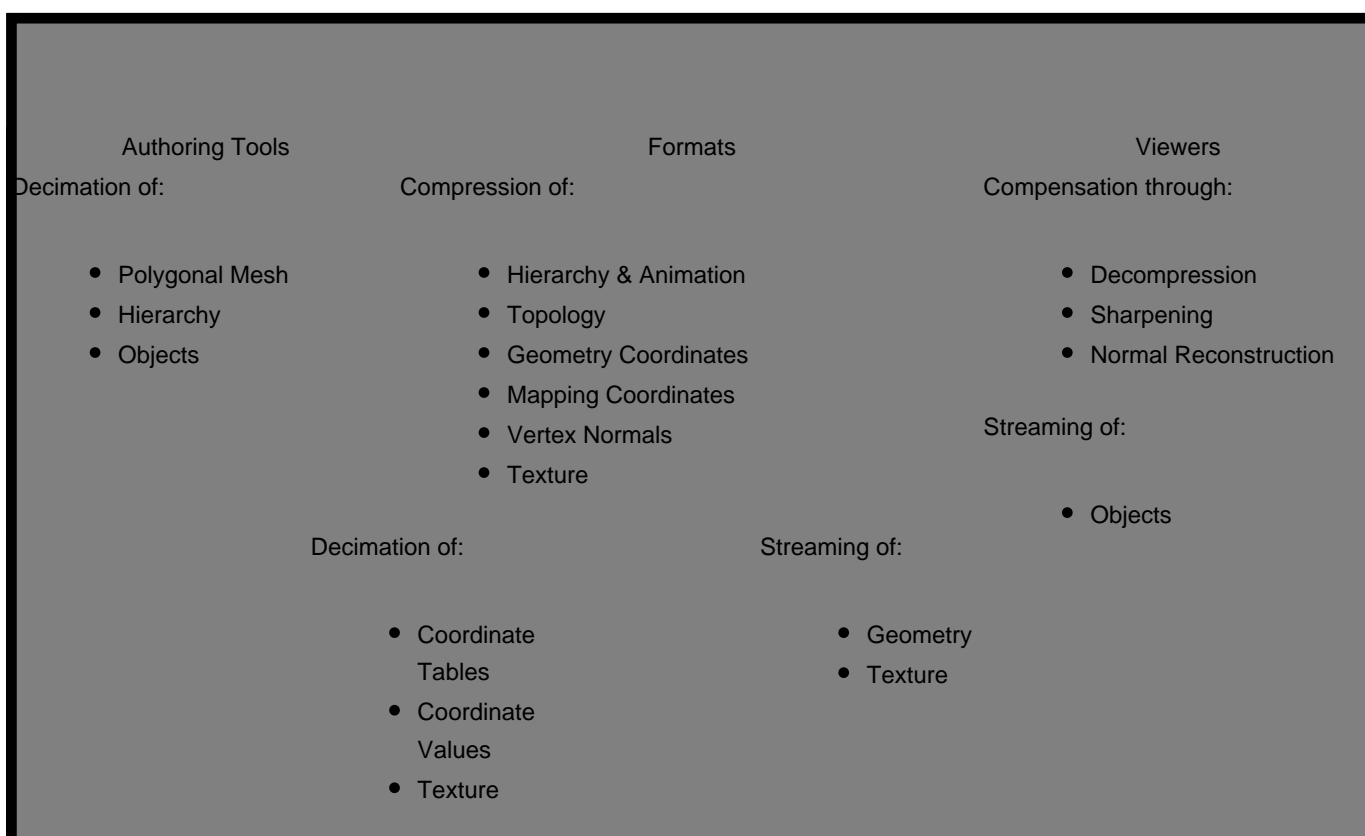 Authoring Tools
Formats
Viewers
Decimation of:
Compression of:
Compensation through:
• Polygonal Mesh
• Hierarchy
• Objects
• Hierarchy & Animation
• Topology
• Geometry Coordinates
• Mapping Coordinates
• Vertex Normals
• Texture
• Decompression
• Sharpening
• Normal Reconstruction
Streaming of:
• Objects
Decimation of:
• Coordinate
Tables
• Coordinate
Values
• Texture
Streaming of:
• Geometry
• Texture